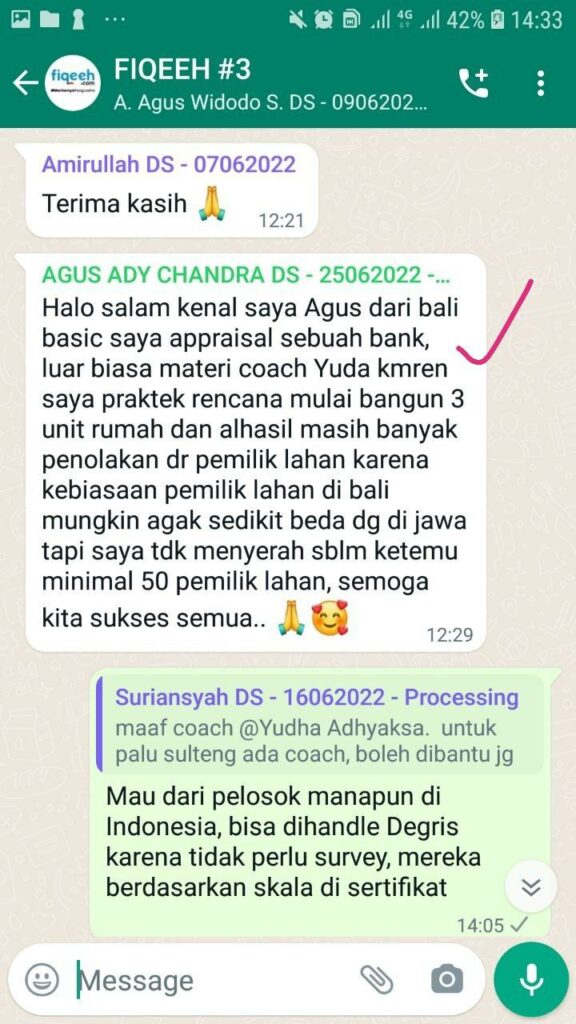 4G 42% 14:33
fiqeeh
.com
FIQEEH #3
A. Agus Widodo S. DS - 0906202...
Amirullah DS - 07062022
Terima kasih 🙏
12:21
AGUS ADY CHANDRA DS - 25062022 -...
Halo salam kenal saya Agus dari bali
basic saya appraisal sebuah bank,
luar biasa materi coach Yuda kmren
saya praktek rencana mulai bangun 3
unit rumah dan alhasil masih banyak
penolakan dr pemilik lahan karena
kebiasaan pemilik lahan di bali
mungkin agak sedikit beda dg di jawa
tapi saya tdk menyerah sblm ketemu
minimal 50 pemilik lahan, semoga
kita sukses semua.. 🙏🥰
12:29
Suriansyah DS - 16062022 - Processing
maaf coach @Yudha Adhyaksa. untuk
palu sulteng ada coach, boleh dibantu jg
Mau dari pelosok manapun di
Indonesia, bisa dihandle Degris
karena tidak perlu survey, mereka
berdasarkan skala di sertifikat
14:05
Message